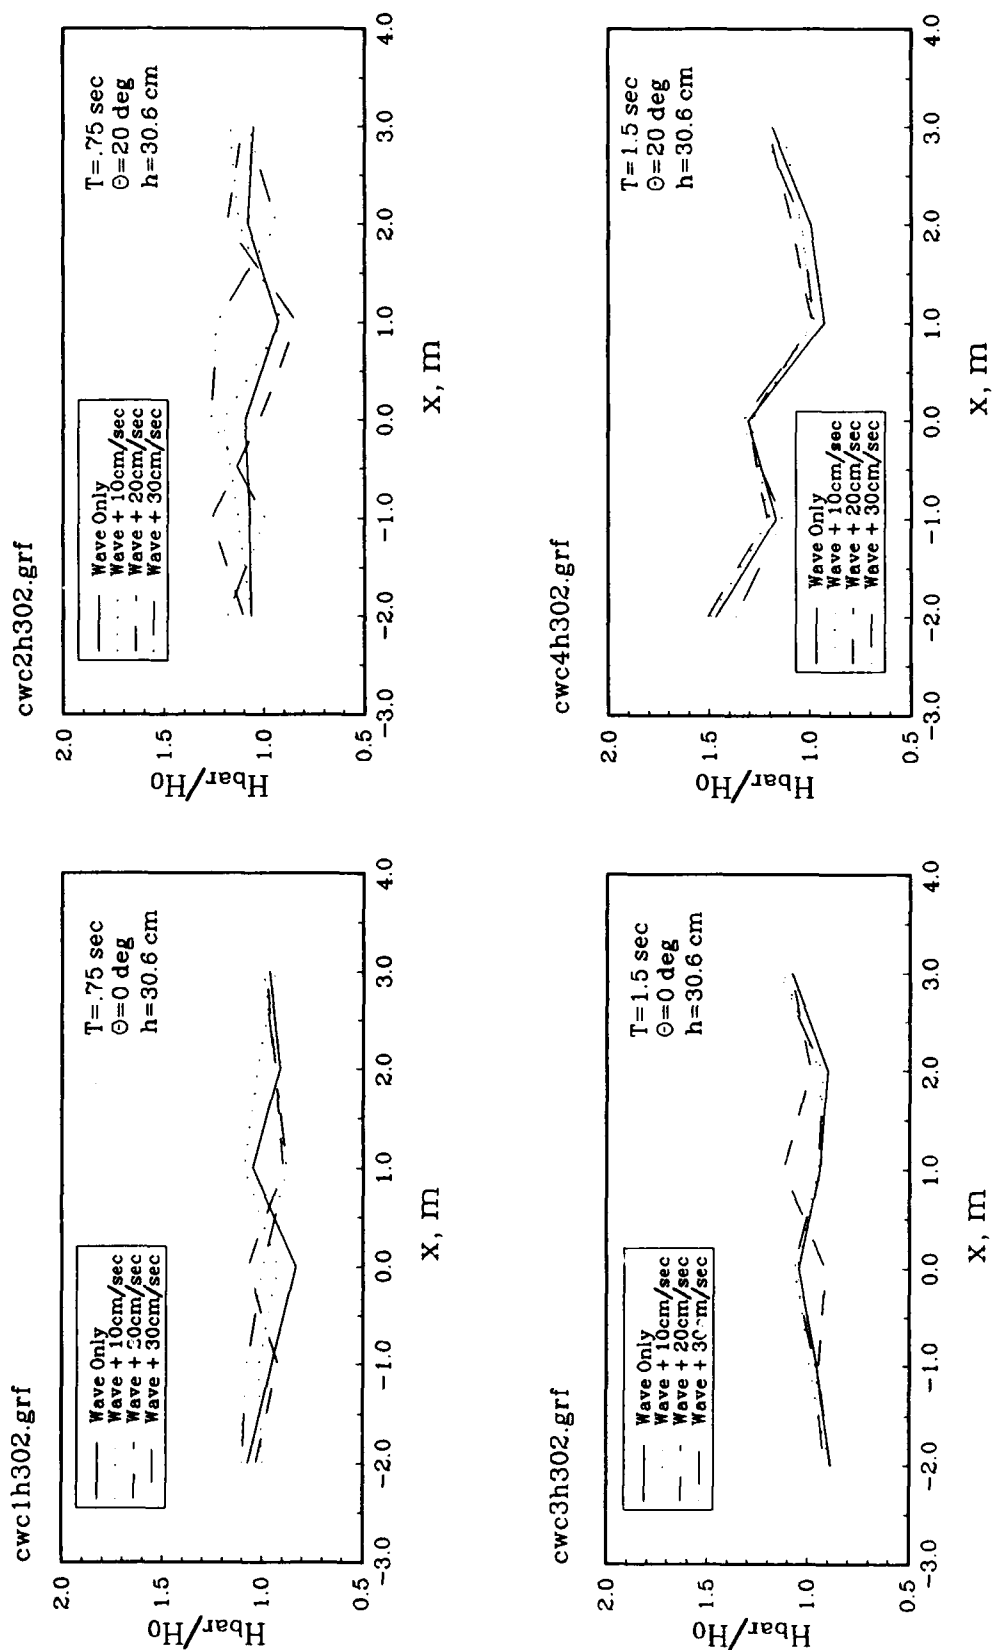 cwc1h302.grf
Wave Only
Wave + 10cm/sec
Wave + 20cm/sec
Wave + 30cm/sec
T=.75 sec
Θ=0 deg
h=30.6 cm
2.0
1.5
1.0
0.5
Hbar/H0
-3.0 -2.0 -1.0 0.0 1.0 2.0 3.0 4.0
x, m
cwc2h302.grf
Wave Only
Wave + 10cm/sec
Wave + 20cm/sec
Wave + 30cm/sec
T=.75 sec
Θ=20 deg
h=30.6 cm
2.0
1.5
1.0
0.5
Hbar/H0
-3.0 -2.0 -1.0 0.0 1.0 2.0 3.0 4.0
x, m
cwc3h302.grf
Wave Only
Wave + 10cm/sec
Wave + 20cm/sec
Wave + 30cm/sec
T=1.5 sec
Θ=0 deg
h=30.6 cm
2.0
1.5
1.0
0.5
Hbar/H0
-3.0 -2.0 -1.0 0.0 1.0 2.0 3.0 4.0
x, m
cwc4h302.grf
T=1.5 sec
Θ=20 deg
h=30.6 cm
Wave Only
Wave + 10cm/sec
Wave + 20cm/sec
Wave + 30cm/sec
2.0
1.5
1.0
0.5
Hbar/H0
-3.0 -2.0 -1.0 0.0 1.0 2.0 3.0 4.0
x, m